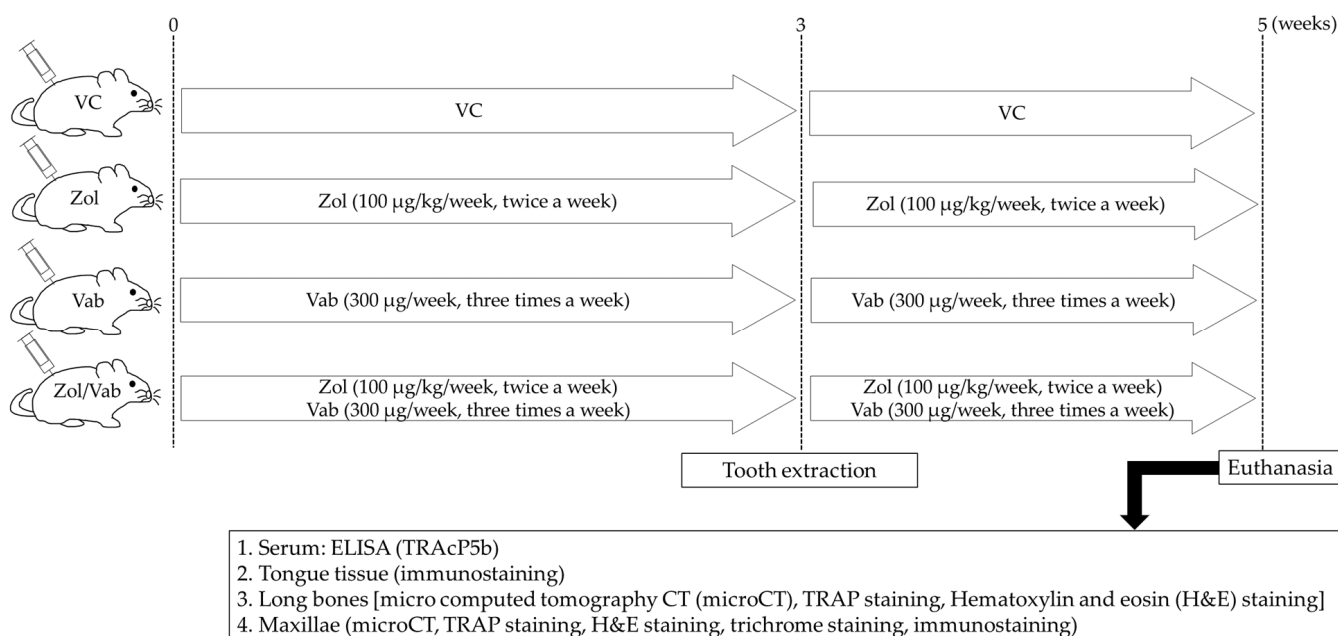 0 3 5 (weeks)
VC VC VC
Zol Zol (100 µg/kg/week, twice a week) Zol (100 µg/kg/week, twice a week)
Vab Vab (300 µg/week, three times a week) Vab (300 µg/week, three times a week)
Zol/Vab
Zol (100 µg/kg/week, twice a week) Zol (100 µg/kg/week, twice a week)
Vab (300 µg/week, three times a week) Vab (300 µg/week, three times a week)
Tooth extraction Euthanasia
1. Serum: ELISA (TRAcP5b)
2. Tongue tissue (immunostaining)
3. Long bones [micro computed tomography CT (microCT), TRAP staining, Hematoxylin and eosin (H&E) staining]
4. Maxillae (microCT, TRAP staining, H&E staining, trichrome staining, immunostaining)